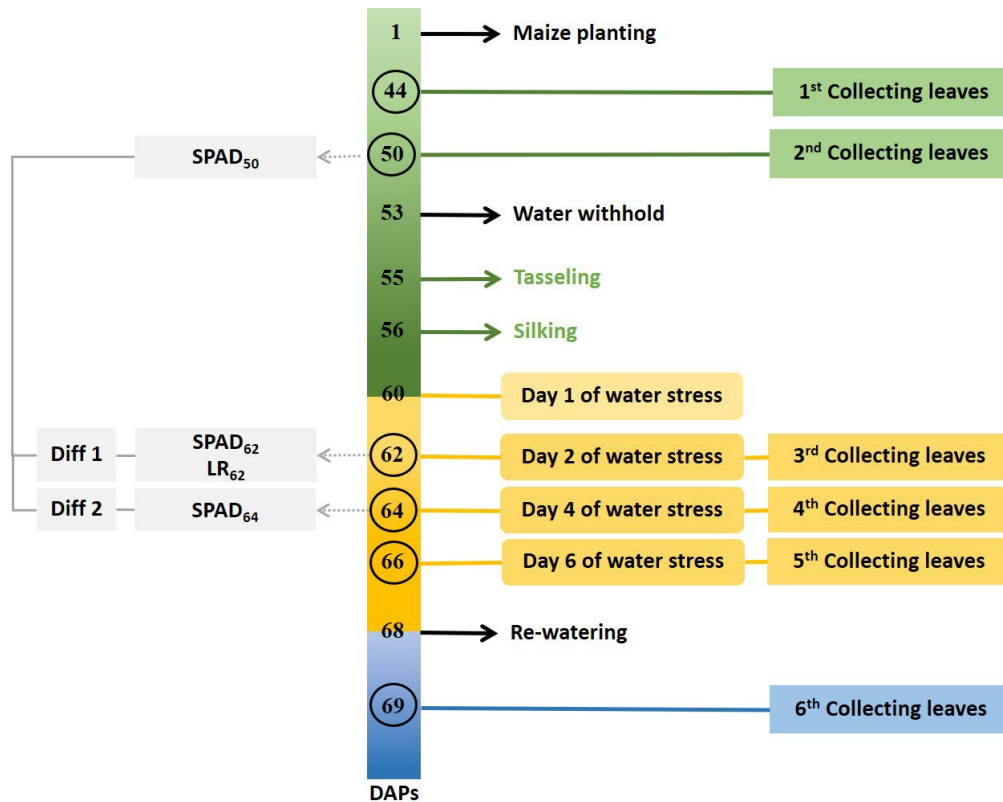 1 Maize planting
44 1st Collecting leaves
SPAD50 50 2nd Collecting leaves
53 Water withhold
55 Tasseling
56 Silking
60 Day 1 of water stress
Diff 1 SPAD62 LR62 62 Day 2 of water stress 3rd Collecting leaves
Diff 2 SPAD64 64 Day 4 of water stress 4th Collecting leaves
66 Day 6 of water stress 5th Collecting leaves
68 Re-watering
69 6th Collecting leaves
DAPs